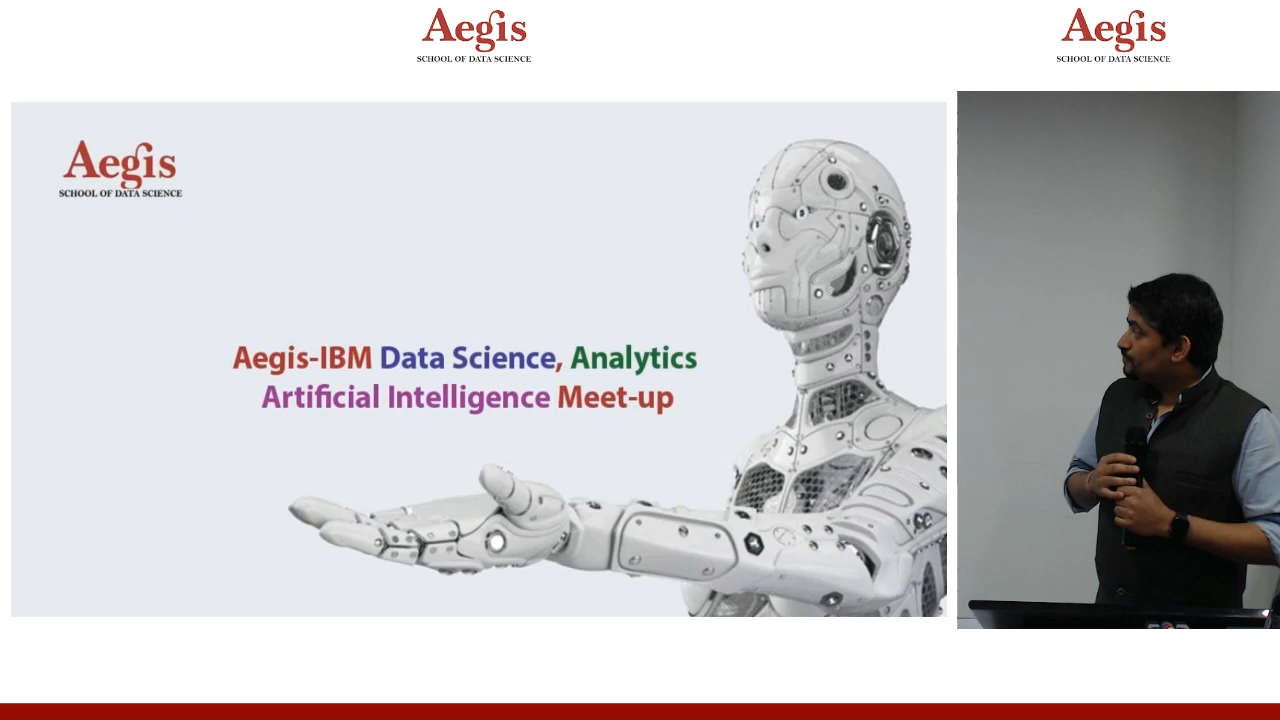 Aegis
SCHOOL OF DATA SCIENCE
Aegis
SCHOOL OF DATA SCIENCE
Aegis
SCHOOL OF DATA SCIENCE
Aegis-IBM Data Science, Analytics
Artificial Intelligence Meet-up